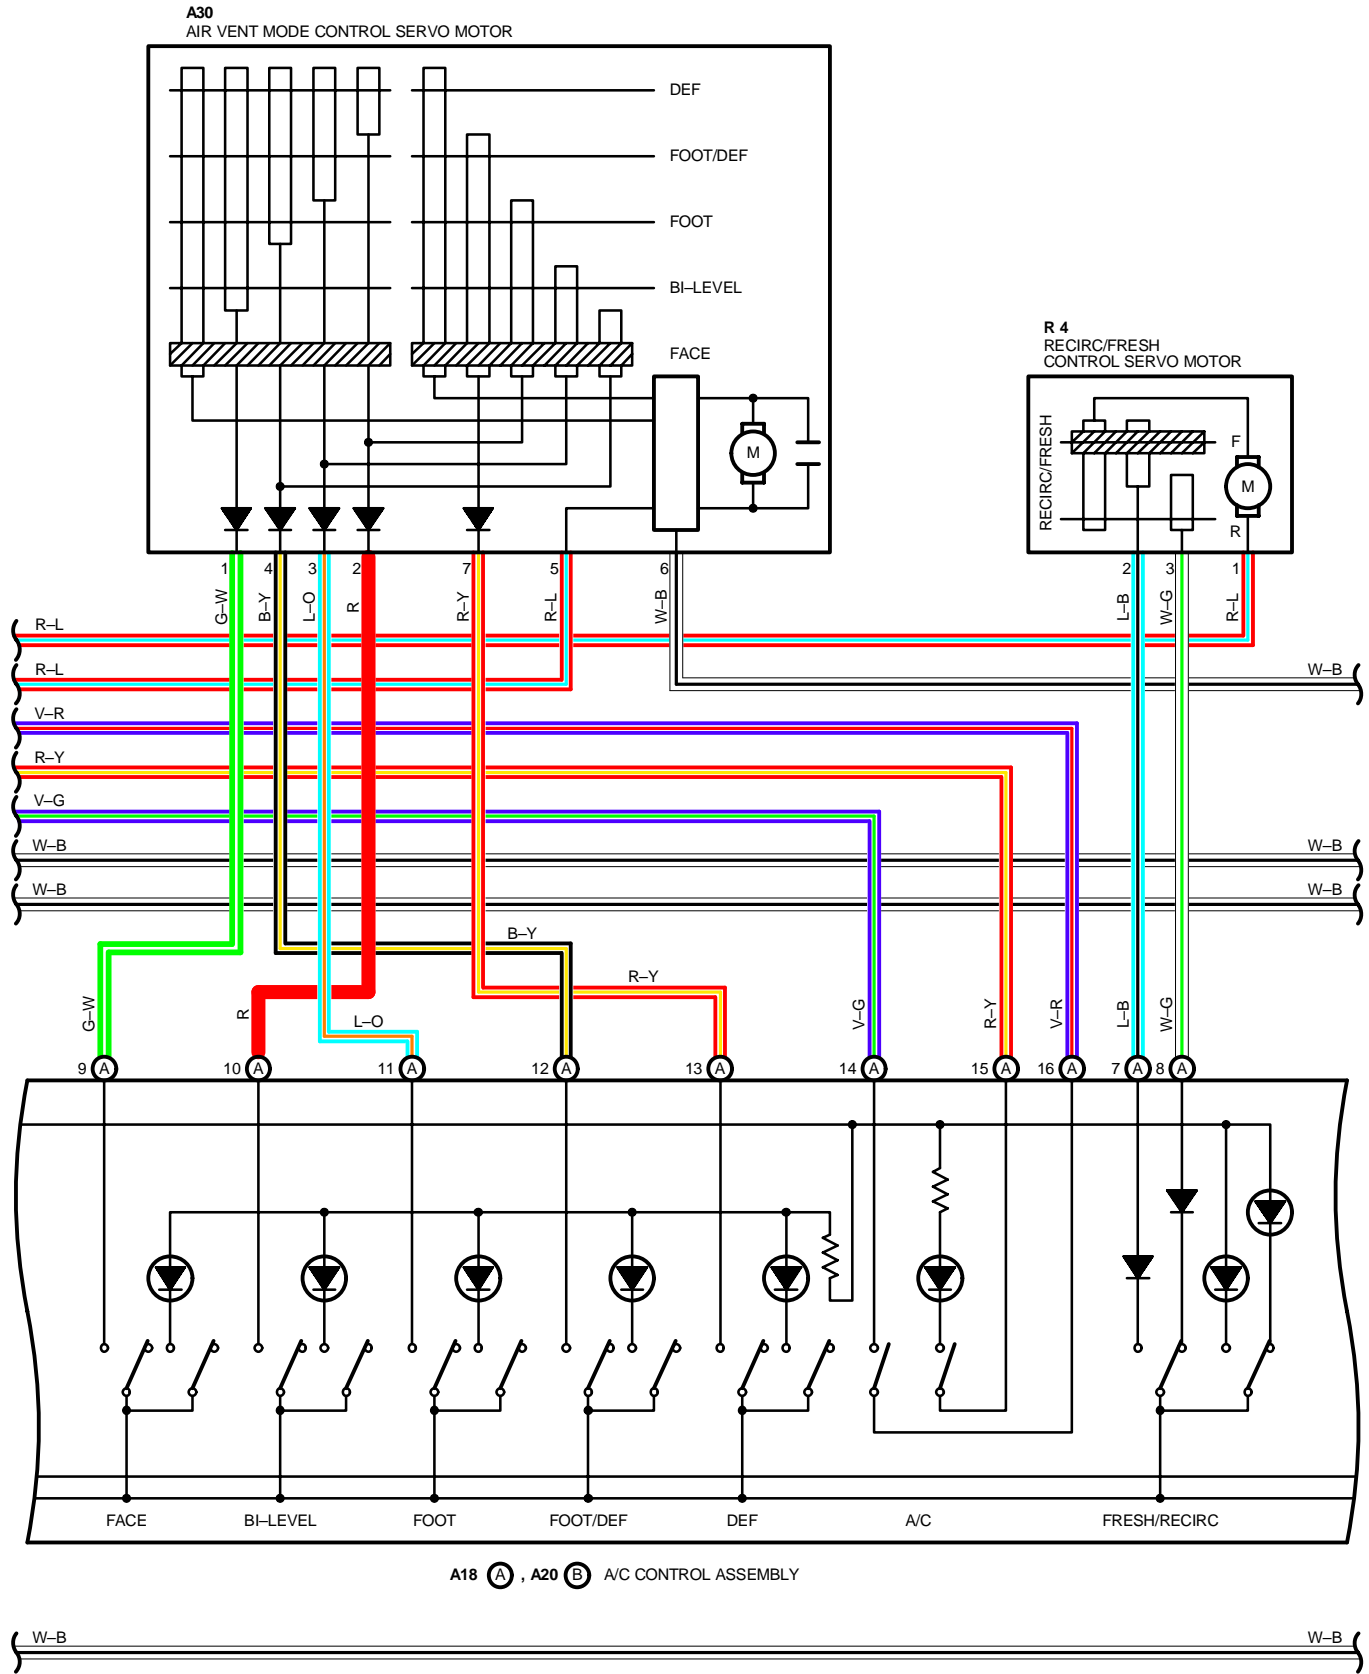 A30
AIR VENT MODE CONTROL SERVO MOTOR
DEF
FOOT/DEF
FOOT
BI–LEVEL
FACE
M
R 4
RECIRC/FRESH
CONTROL SERVO MOTOR
RECIRC/FRESH
F
M
R
1 4 3 2 7 5 6 2 3 1
G–W B–Y L–O R R–Y R–L W–B L–B W–G R–L
R–L
R–L W–B
V–R
R–Y
V–G
W–B W–B
W–B W–B
B–Y
R–Y
L–O
G–W R V–G R–Y V–R L–B W–G
9 A 10 A 11 A 12 A 13 A 14 A 15 A 16 A 7 A 8 A
FACE BI–LEVEL FOOT FOOT/DEF DEF A/C FRESH/RECIRC
A18 A , A20 B A/C CONTROL ASSEMBLY
W–B W–B